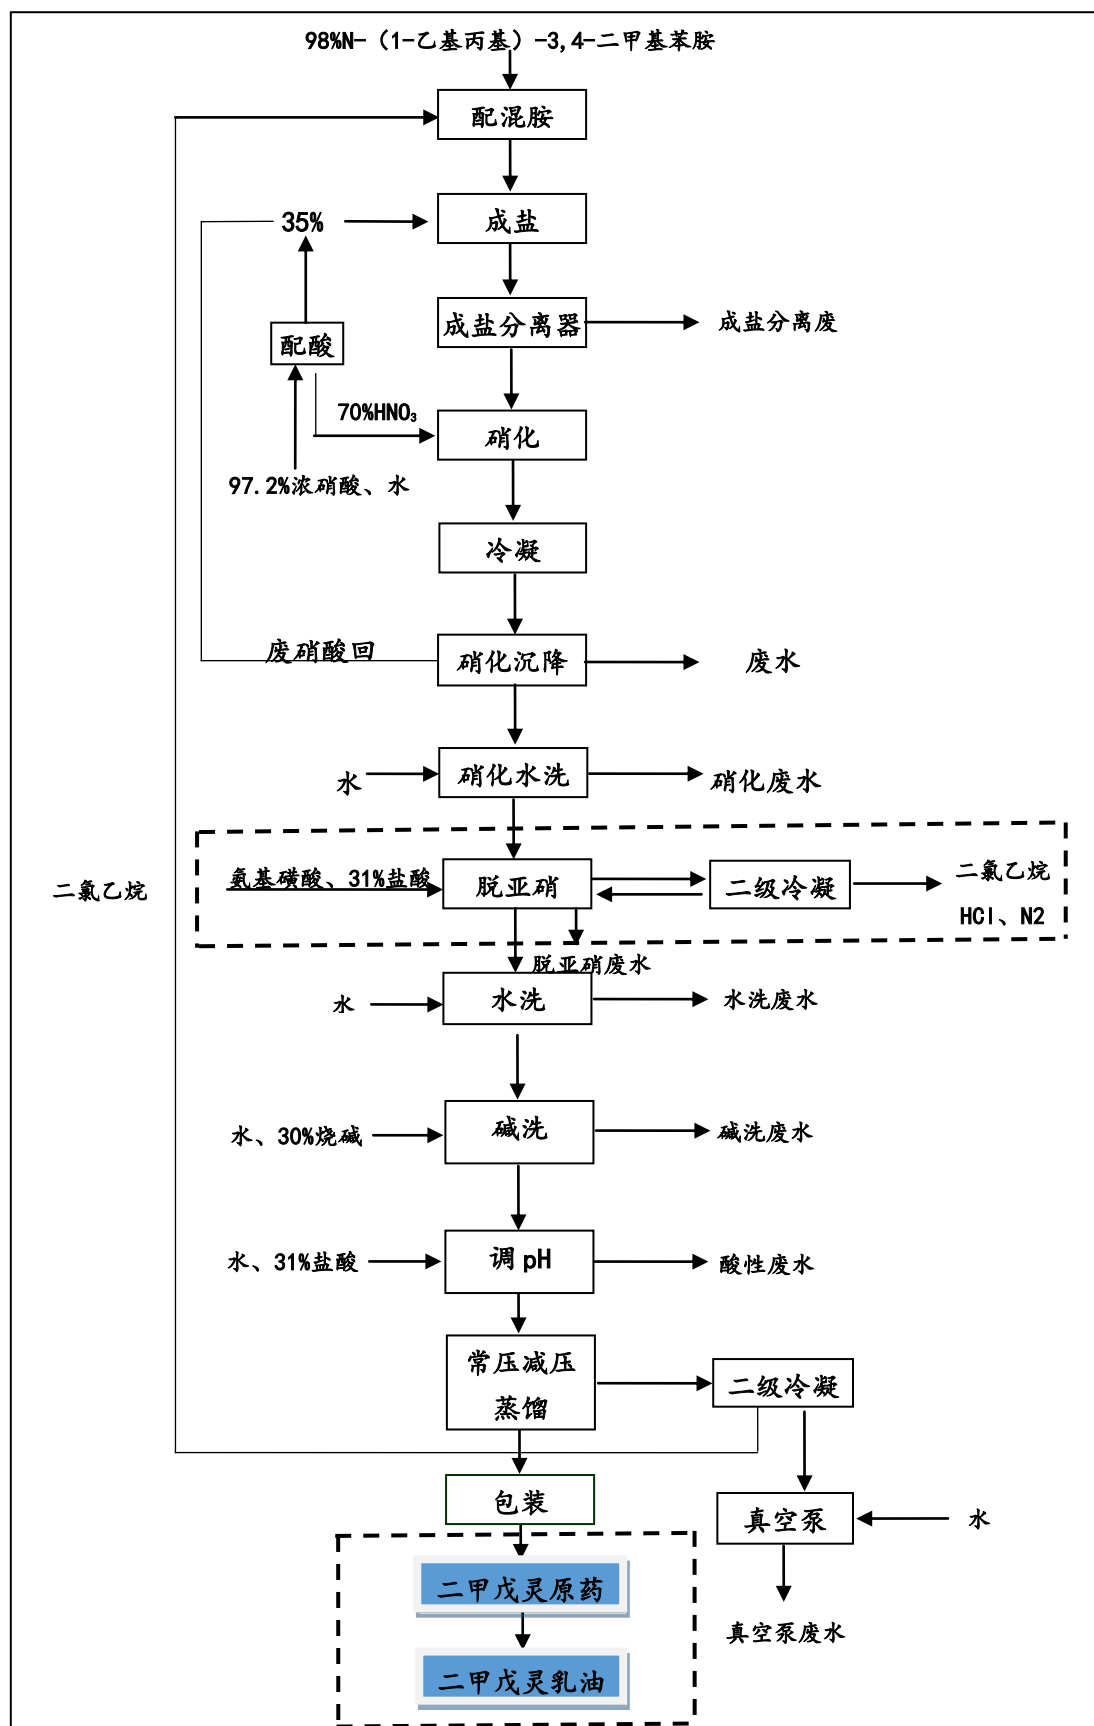 98%N-（1-乙基丙基）-3,4-二甲基苯胺
配混胺
35%
成盐
成盐分离器
成盐分离废
配酸
70%HNO₃
硝化
97.2%浓硝酸、水
冷凝
废硝酸回
硝化沉降
废水
水
硝化水洗
硝化废水
二氯乙烷
氨基磺酸、31%盐酸
脱亚硝
二级冷凝
二氯乙烷
HCl、N2
脱亚硝废水
水
水洗
水洗废水
水、30%烧碱
碱洗
碱洗废水
水、31%盐酸
调pH
酸性废水
常压减压
蒸馏
二级冷凝
包装
真空泵
水
二甲戊灵原药
真空泵废水
二甲戊灵乳油